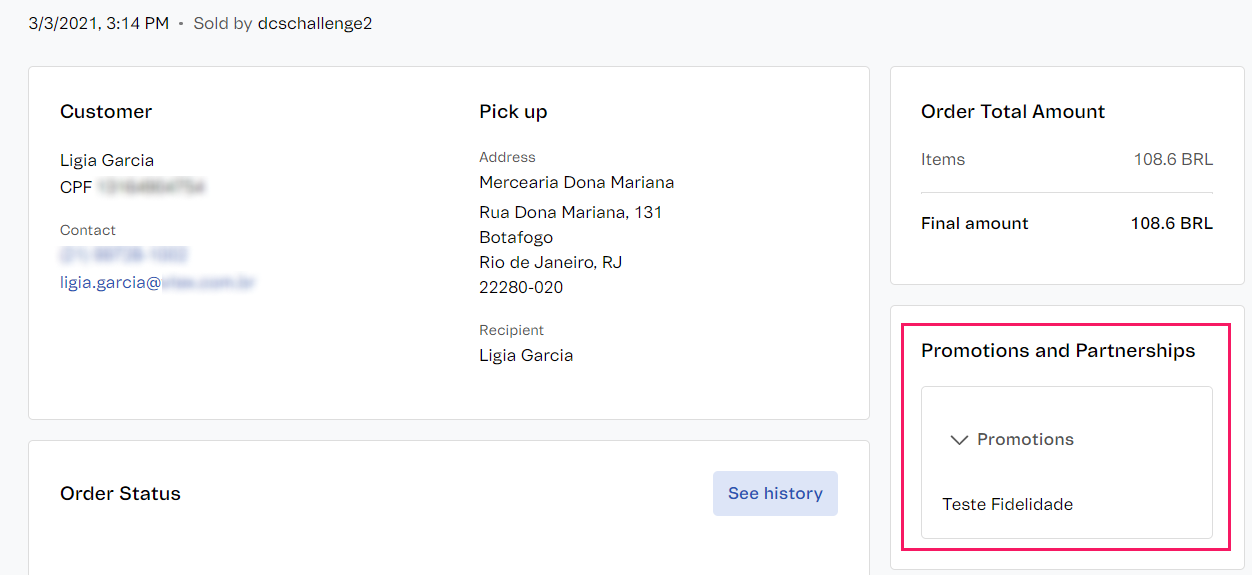 3/3/2021, 3:14 PM • Sold by dcschallenge2
Customer
Ligia Garcia
CPF
Contact
ligia.garcia@
Pick up
Address
Mercearia Dona Mariana
Rua Dona Mariana, 131
Botafogo
Rio de Janeiro, RJ
22280-020
Recipient
Ligia Garcia
Order Status
See history
Order Total Amount
Items 108.6 BRL
Final amount 108.6 BRL
Promotions and Partnerships
Promotions
Teste Fidelidade